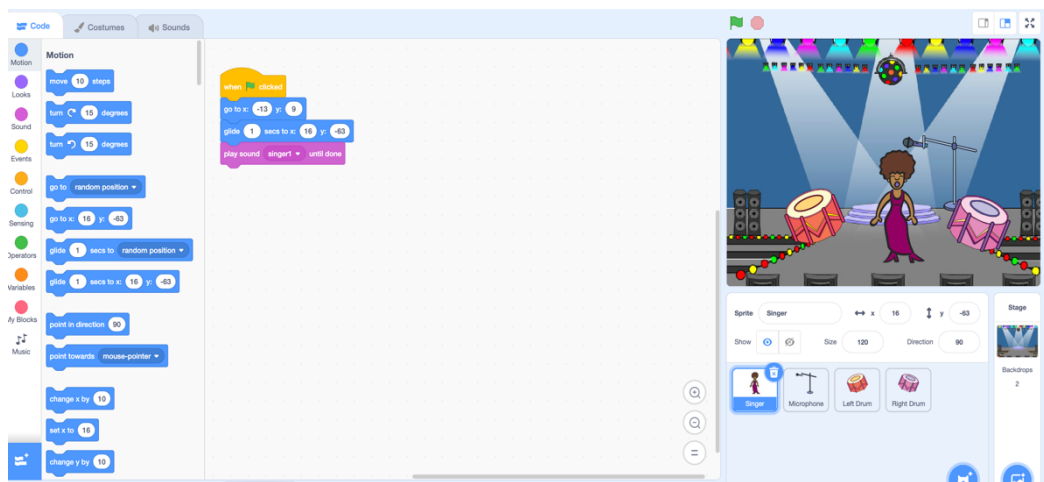 Code
Costumes
Sounds
Motion
Looks
Sound
Events
Control
Sensing
Operators
Variables
My Blocks
Music
Motion
move 10 steps
turn 15 degrees
turn 15 degrees
go to random position
go to x: 16 y: -63
glide 1 secs to random position
glide 1 secs to x: 16 y: -63
point in direction 90
point towards mouse-pointer
change x by 10
set x to 16
change y by 10
when clicked
go to x: -13 y: 9
glide 1 secs to x: 16 y: -63
play sound singer1 until done
Sprite Singer x 16 y -63
Show Size 120 Direction 90
Singer
Microphone
Left Drum
Right Drum
Stage
Backdrops
2